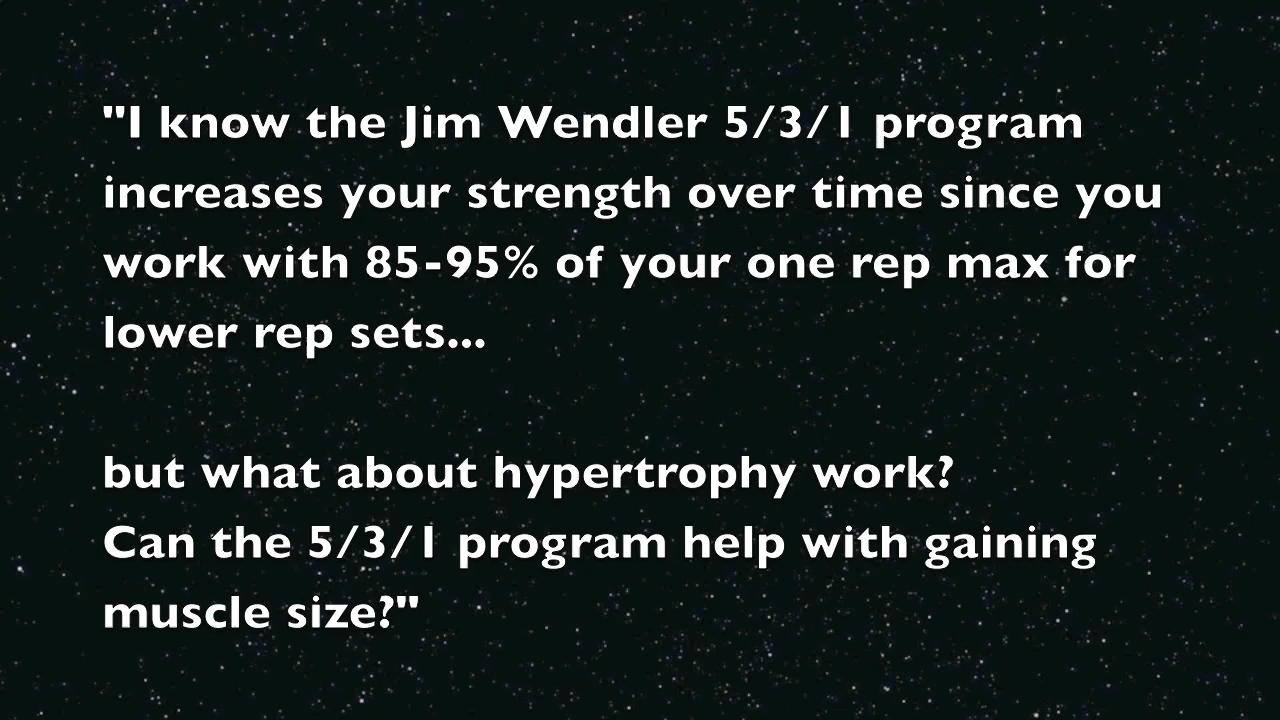 "I know the Jim Wendler 5/3/1 program
increases your strength over time since you
work with 85-95% of your one rep max for
lower rep sets...
but what about hypertrophy work?
Can the 5/3/1 program help with gaining
muscle size?"